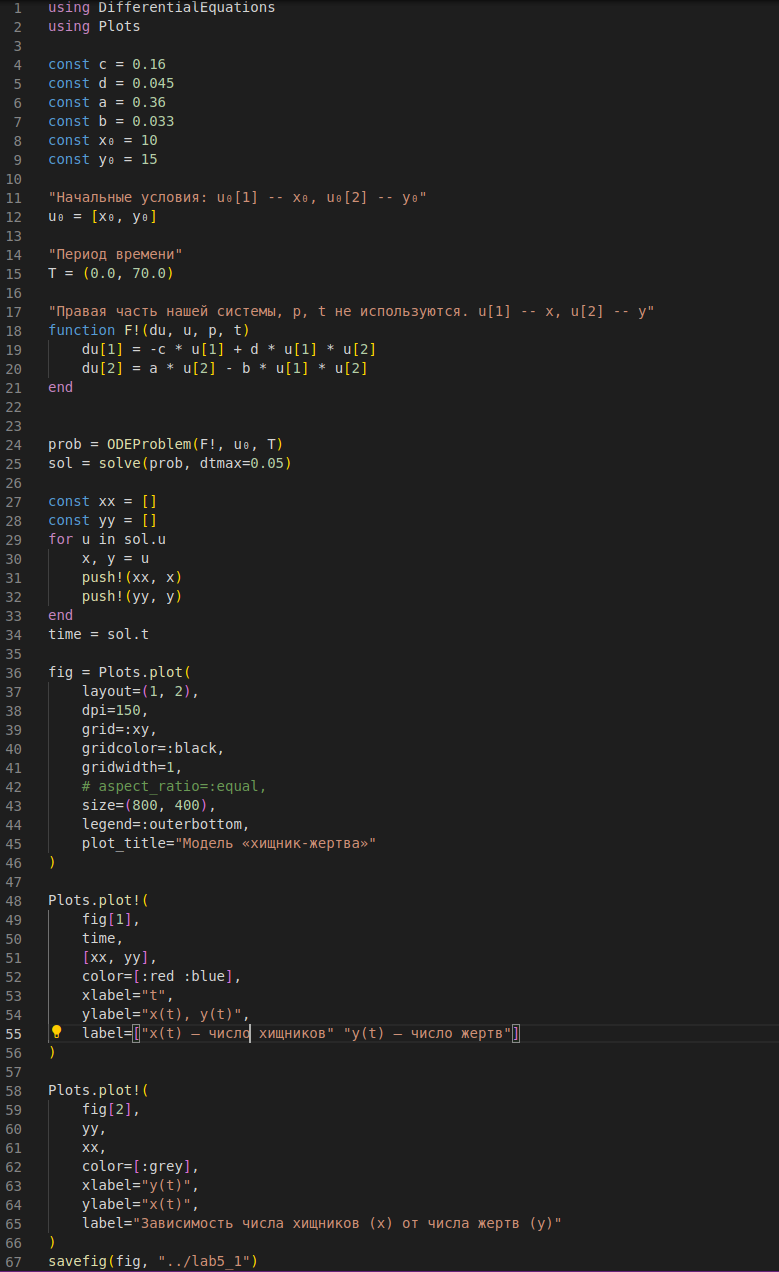 1 using DifferentialEquations
2 using Plots
3
4 const c = 0.16
5 const d = 0.045
6 const a = 0.36
7 const b = 0.033
8 const x₀ = 10
9 const y₀ = 15
10
11 "Начальные условия: u₀[1] -- x₀, u₀[2] -- y₀"
12 u₀ = [x₀, y₀]
13
14 "Период времени"
15 T = (0.0, 70.0)
16
17 "Правая часть нашей системы, p, t не используются. u[1] -- x, u[2] -- y"
18 function F!(du, u, p, t)
19     du[1] = -c * u[1] + d * u[1] * u[2]
20     du[2] = a * u[2] - b * u[1] * u[2]
21 end
22
23
24 prob = ODEProblem(F!, u₀, T)
25 sol = solve(prob, dtmax=0.05)
26
27 const xx = []
28 const yy = []
29 for u in sol.u
30     x, y = u
31     push!(xx, x)
32     push!(yy, y)
33 end
34 time = sol.t
35
36 fig = Plots.plot(
37     layout=(1, 2),
38     dpi=150,
39     grid=:xy,
40     gridcolor=:black,
41     gridwidth=1,
42     # aspect_ratio=:equal,
43     size=(800, 400),
44     legend=:outerbottom,
45     plot_title="Модель «хищник-жертва»"
46 )
47
48 Plots.plot!(
49     fig[1],
50     time,
51     [xx, yy],
52     color=[:red :blue],
53     xlabel="t",
54     ylabel="x(t), y(t)",
55     label=["x(t) — число хищников" "y(t) — число жертв"]
56 )
57
58 Plots.plot!(
59     fig[2],
60     yy,
61     xx,
62     color=[:grey],
63     xlabel="y(t)",
64     ylabel="x(t)",
65     label="Зависимость числа хищников (x) от числа жертв (y)"
66 )
67 savefig(fig, "../lab5_1")